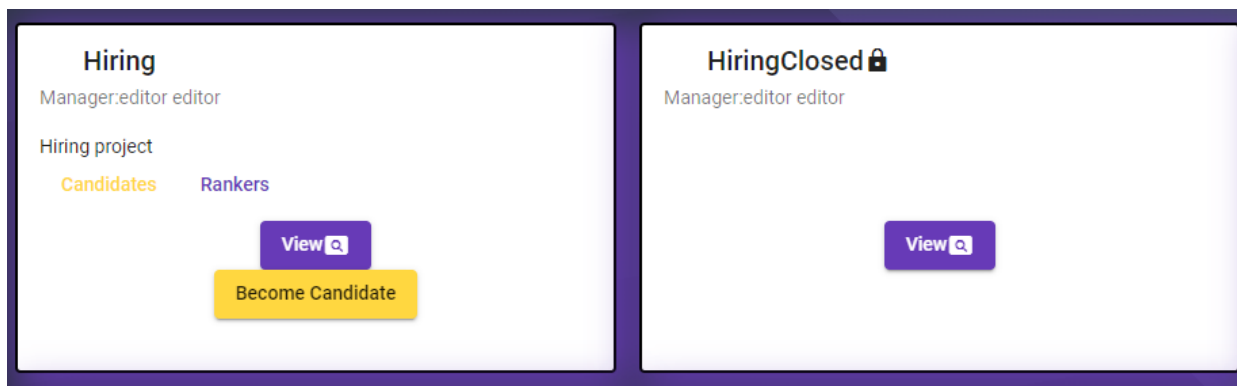 Hiring
Manager:editor editor
Hiring project
Candidates Rankers
View
Become Candidate
HiringClosed
Manager:editor editor
View